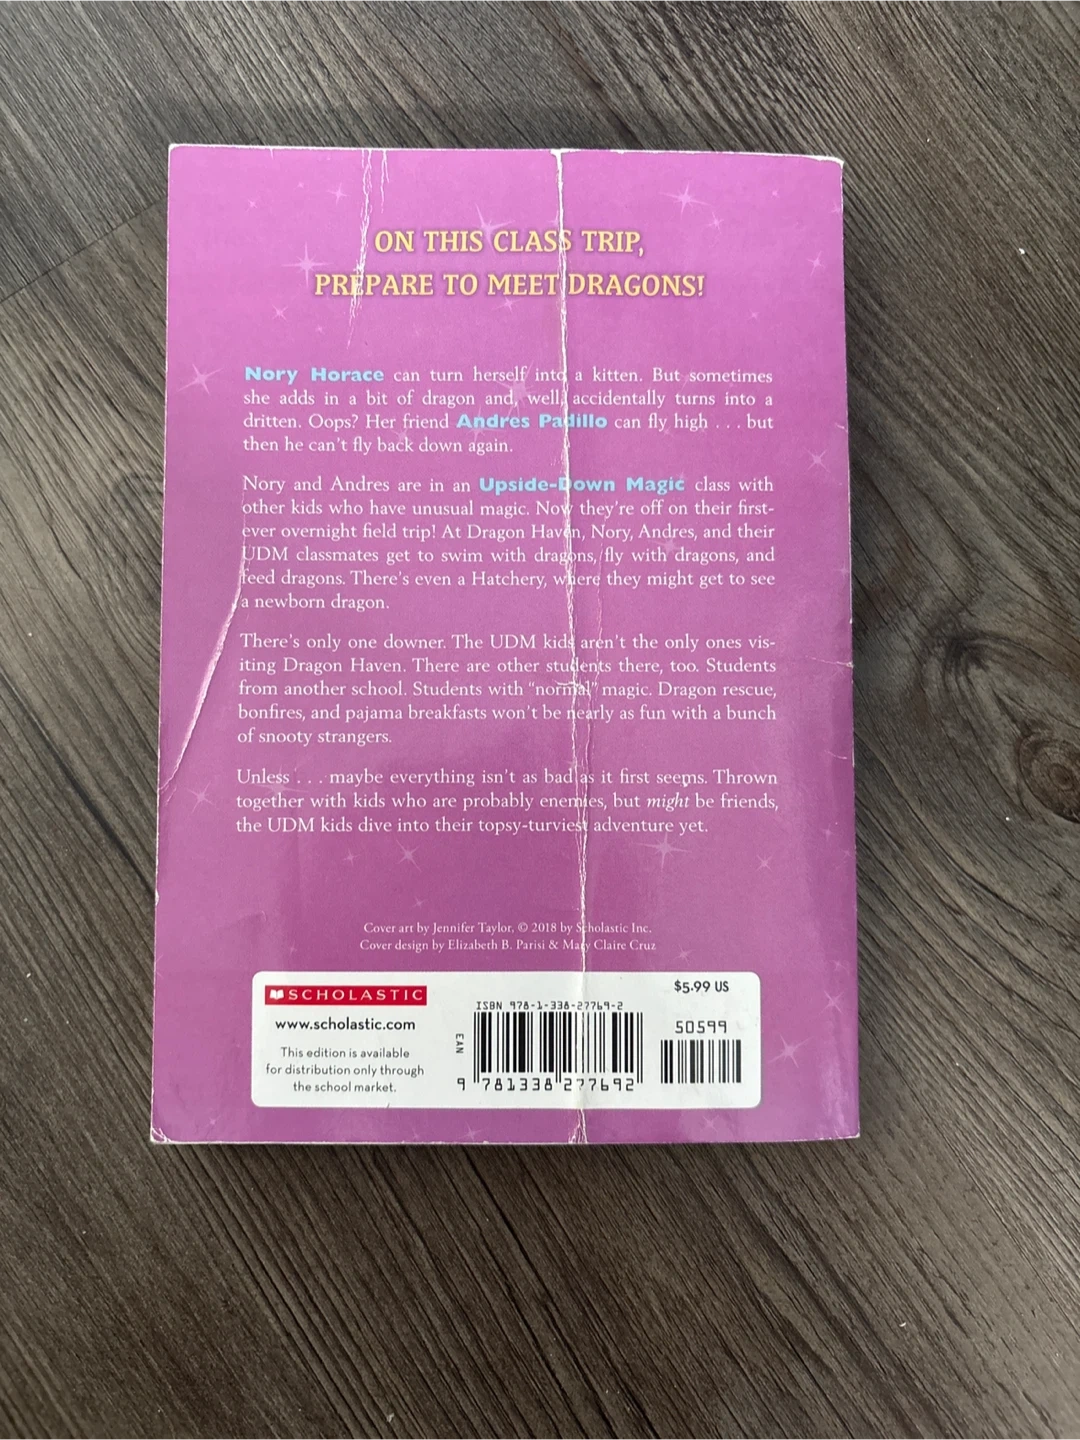 ON THIS CLASS TRIP,
PREPARE TO MEET DRAGONS!
Nory Horace can turn herself into a kitten. But sometimes
she adds in a bit of dragon and, well, accidentally turns into a
dritten. Oops? Her friend Andres Padillo can fly high . . . but
then he can't fly back down again.
Nory and Andres are in an Upside-Down Magic class with
other kids who have unusual magic. Now they're off on their first-
ever overnight field trip! At Dragon Haven, Nory, Andres, and their
UDM classmates get to swim with dragons, fly with dragons, and
feed dragons. There's even a Hatchery, where they might get to see
a newborn dragon.
There's only one downer. The UDM kids aren't the only ones vis-
iting Dragon Haven. There are other students there, too. Students
from another school. Students with "normal" magic. Dragon rescue,
bonfires, and pajama breakfasts won't be nearly as fun with a bunch
of snooty strangers.
Unless . . . maybe everything isn't as bad as it first seems. Thrown
together with kids who are probably enemies, but might be friends,
the UDM kids dive into their topsy-turviest adventure yet.
Cover art by Jennifer Taylor, © 2018 by Scholastic Inc.
Cover design by Elizabeth B. Parisi & Mary Claire Cruz
SCHOLASTIC
www.scholastic.com
This edition is available
for distribution only through
the school market.
$5.99 US
ISBN 978-1-338-27769-2
50599
EAN
9 781338 277692